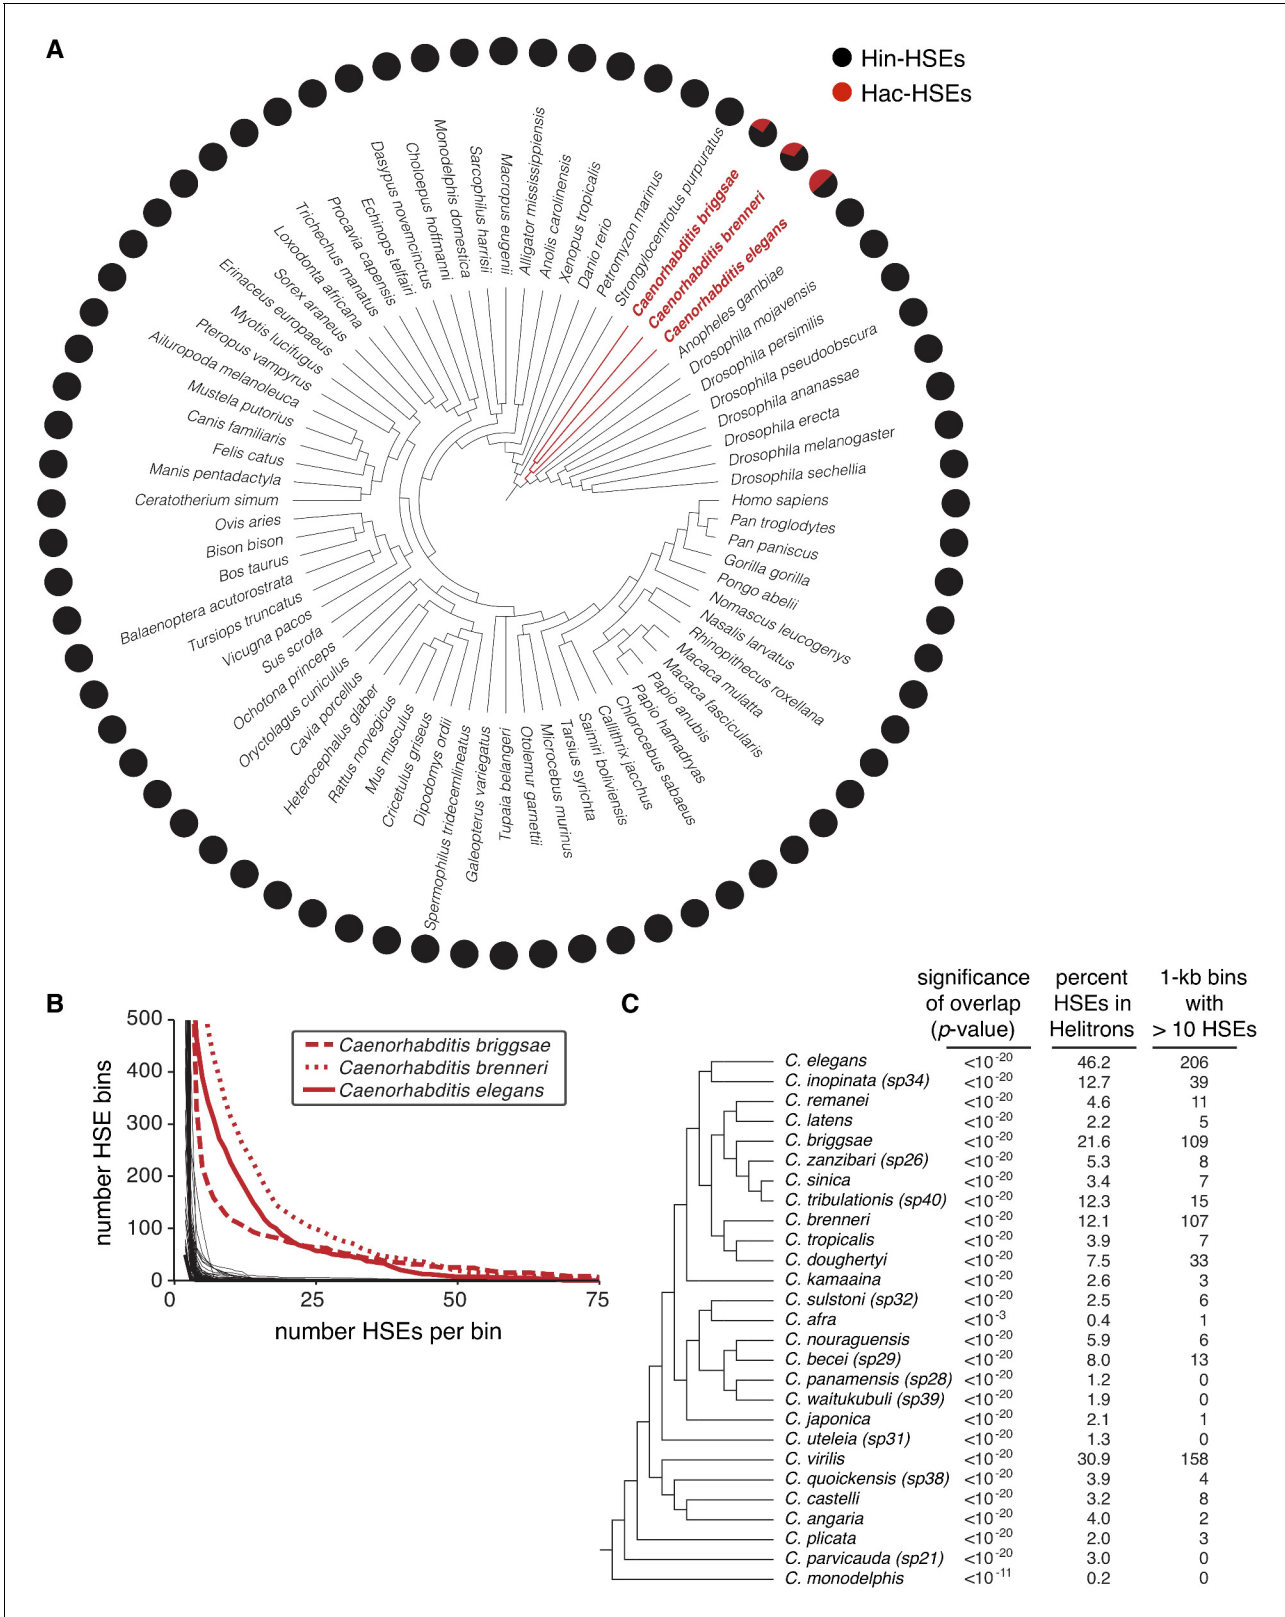 A
Hin-HSEs
Hac-HSEs
Dasypus novemcinctus
Choloepus hoffmanni
Monodelphis domestica
Sarcophilus harrisii
Macropus eugenii
Alligator mississippiensis
Anolis carolinensis
Xenopus tropicalis
Danio rerio
Petromyzon marinus
Strongylocentrotus purpuratus
Caenorhabditis briggsae
Caenorhabditis brenneri
Caenorhabditis elegans
Anopheles gambiae
Drosophila mojavensis
Drosophila persimilis
Drosophila pseudoobscura
Drosophila ananassae
Drosophila erecta
Drosophila melanogaster
Drosophila sechellia
Homo sapiens
Pan troglodytes
Pan paniscus
Gorilla gorilla
Pongo abelii
Nomascus leucogenys
Nasalis larvatus
Rhinopithecus roxellana
Macaca mulatta
Macaca fascicularis
Papio anubis
Papio hamadryas
Chlorocebus sabaeus
Callithrix jacchus
Saimiri boliviensis
Tarsius syrichta
Microcebus murinus
Otolemur garnettii
Tupaia belangeri
Galeopterus variegatus
Spermophilus tridecemlineatus
Dipodomys ordii
Cricetulus griseus
Mus musculus
Rattus norvegicus
Heterocephalus glaber
Cavia porcellus
Oryctolagus cuniculus
Ochotona princeps
Sus scrofa
Vicugna pacos
Tursiops truncatus
Balaenoptera acutorostrata
Bos taurus
Bison bison
Ovis aries
Ceratotherium simum
Manis pentadactyla
Felis catus
Canis familiaris
Mustela putorius
Ailuropoda melanoleuca
Pteropus vampyrus
Myotis lucifugus
Erinaceus europaeus
Sorex araneus
Loxodonta africana
Trichechus manatus
Procavia capensis
Echinops telfairi
B
500
400
300
200
100
0
number HSE bins
Caenorhabditis briggsae
Caenorhabditis brenneri
Caenorhabditis elegans
0 25 50 75
number HSEs per bin
C
significance of overlap (p-value)
percent HSEs in Helitrons
1-kb bins with > 10 HSEs
C. elegans <10-20 46.2 206
C. inopinata (sp34) <10-20 12.7 39
C. remanei <10-20 4.6 11
C. latens <10-20 2.2 5
C. briggsae <10-20 21.6 109
C. zanzibari (sp26) <10-20 5.3 8
C. sinica <10-20 3.4 7
C. tribulationis (sp40) <10-20 12.3 15
C. brenneri <10-20 12.1 107
C. tropicalis <10-20 3.9 7
C. doughertyi <10-20 7.5 33
C. kamaaina <10-20 2.6 3
C. sulstoni (sp32) <10-20 2.5 6
C. afra <10-3 0.4 1
C. nouraguensis <10-20 5.9 6
C. becei (sp29) <10-20 8.0 13
C. panamensis (sp28) <10-20 1.2 0
C. waitukubuli (sp39) <10-20 1.9 0
C. japonica <10-20 2.1 1
C. uteleia (sp31) <10-20 1.3 0
C. virilis <10-20 30.9 158
C. quoickensis (sp38) <10-20 3.9 4
C. castelli <10-20 3.2 8
C. angaria <10-20 4.0 2
C. plicata <10-20 2.0 3
C. parvicauda (sp21) <10-20 3.0 0
C. monodelphis <10-11 0.2 0